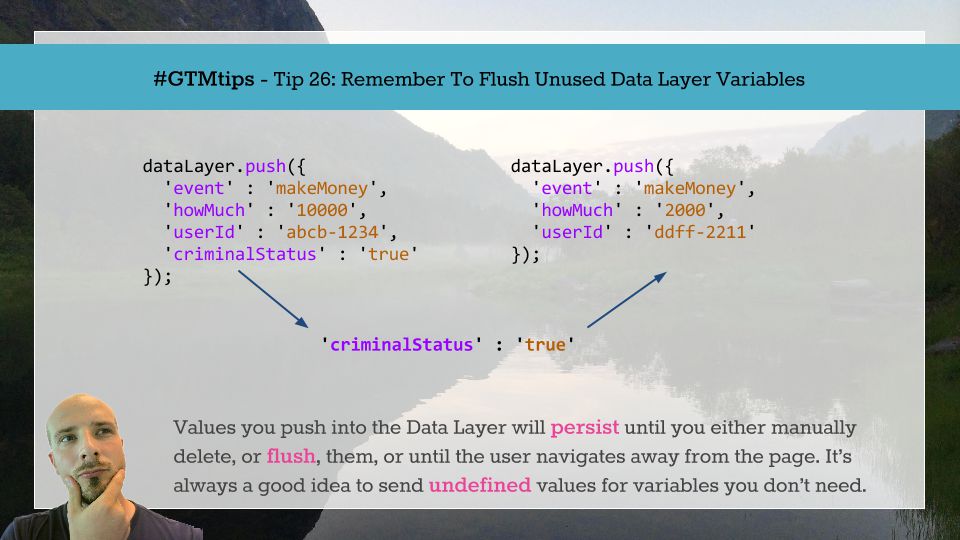 #GTMtips - Tip 26: Remember To Flush Unused Data Layer Variables
dataLayer.push({
'event' : 'makeMoney',
'howMuch' : '10000',
'userId' : 'abcb-1234',
'criminalStatus' : 'true'
});
dataLayer.push({
'event' : 'makeMoney',
'howMuch' : '2000',
'userId' : 'ddff-2211'
});
'criminalStatus' : 'true'
Values you push into the Data Layer will persist until you either manually
delete, or flush, them, or until the user navigates away from the page. It's
always a good idea to send undefined values for variables you don't need.